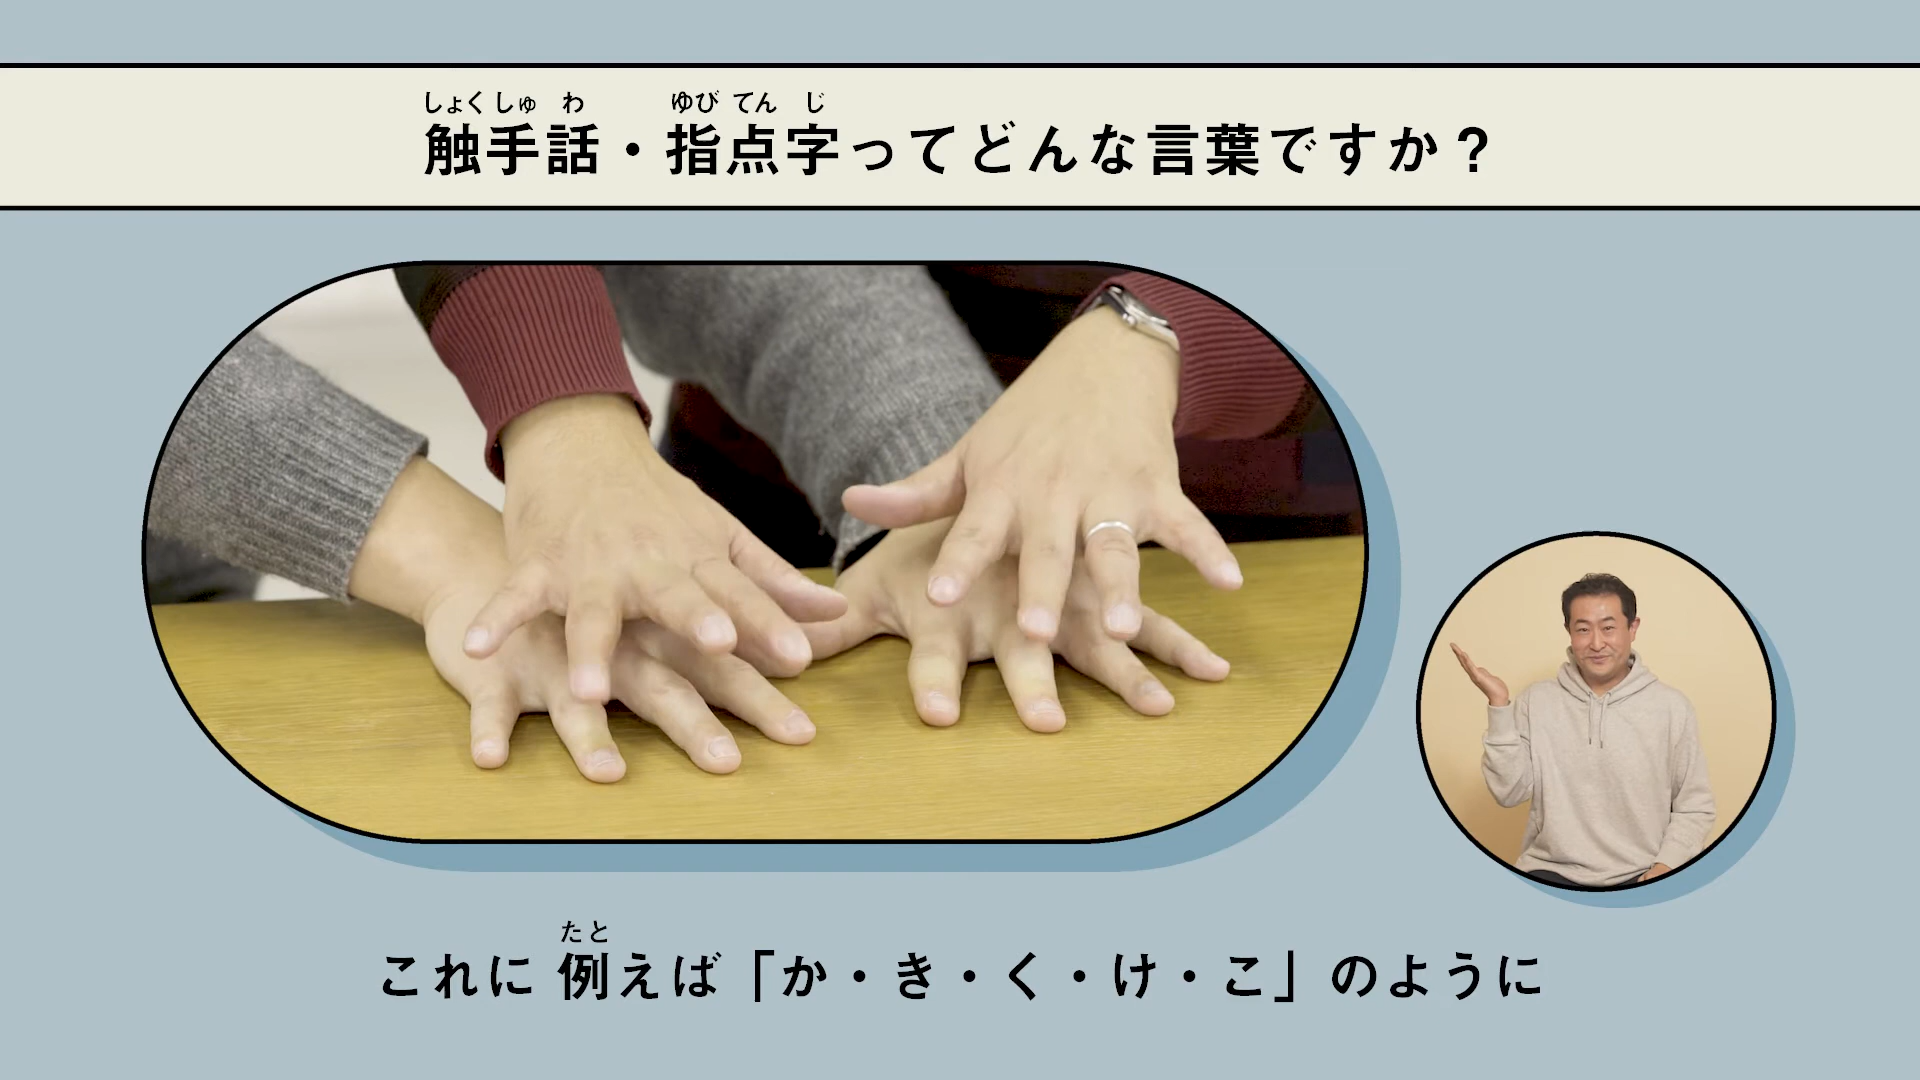 しょくしゅわ ゆびてんじ
触手話・指点字ってどんな言葉ですか？
たと
これに 例えば「か・き・く・け・こ」のように